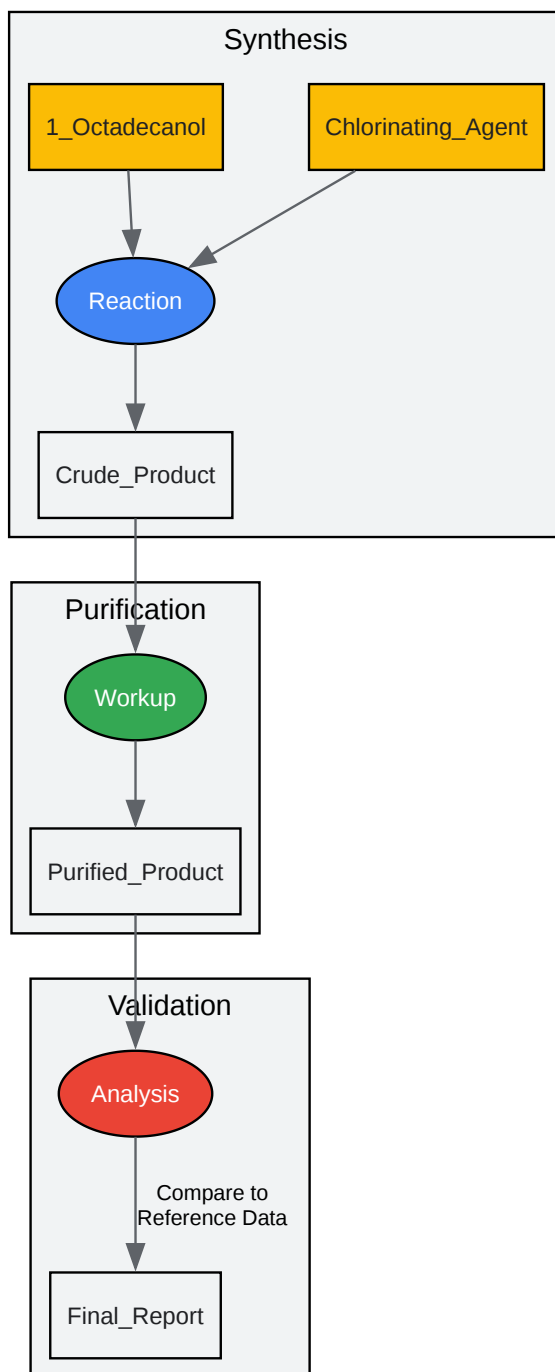 Synthesis
1_Octadecanol
Chlorinating_Agent
Reaction
Crude_Product
Purification
Workup
Purified_Product
Validation
Analysis
Compare to
Reference Data
Final_Report